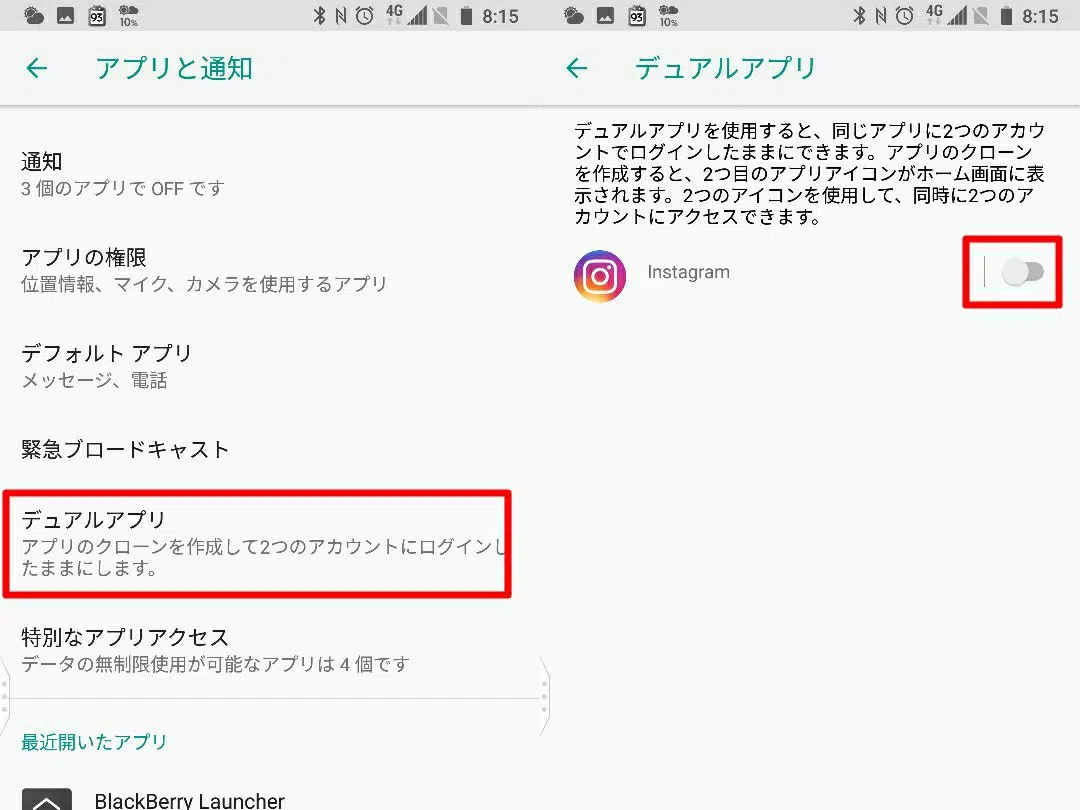 93
10%
4G
8:15
アプリと通知
通知
3 個のアプリで OFF です
アプリの権限
位置情報、マイク、カメラを使用するアプリ
デフォルト アプリ
メッセージ、電話
緊急ブロードキャスト
デュアルアプリ
アプリのクローンを作成して2つのアカウントにログインし
たままにします。
特別なアプリアクセス
データの無制限使用が可能なアプリは 4 個です
最近開いたアプリ
BlackBerry Launcher
93
10%
4G
8:15
デュアルアプリ
デュアルアプリを使用すると、同じアプリに2つのアカウ
ントでログインしたままにできます。アプリのクローン
を作成すると、2つ目のアプリアイコンがホーム画面に表
示されます。2つのアイコンを使用して、同時に2つのア
カウントにアクセスできます。
Instagram